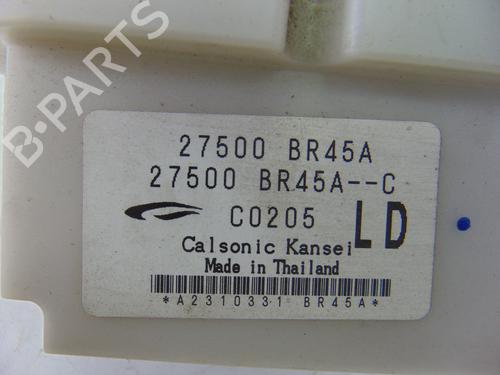 B-PARTS
27500 BR45A
27500 BR45A--C
C0205 LD
Calsonic Kansei
Made in Thailand
*A2310331 BR45A*